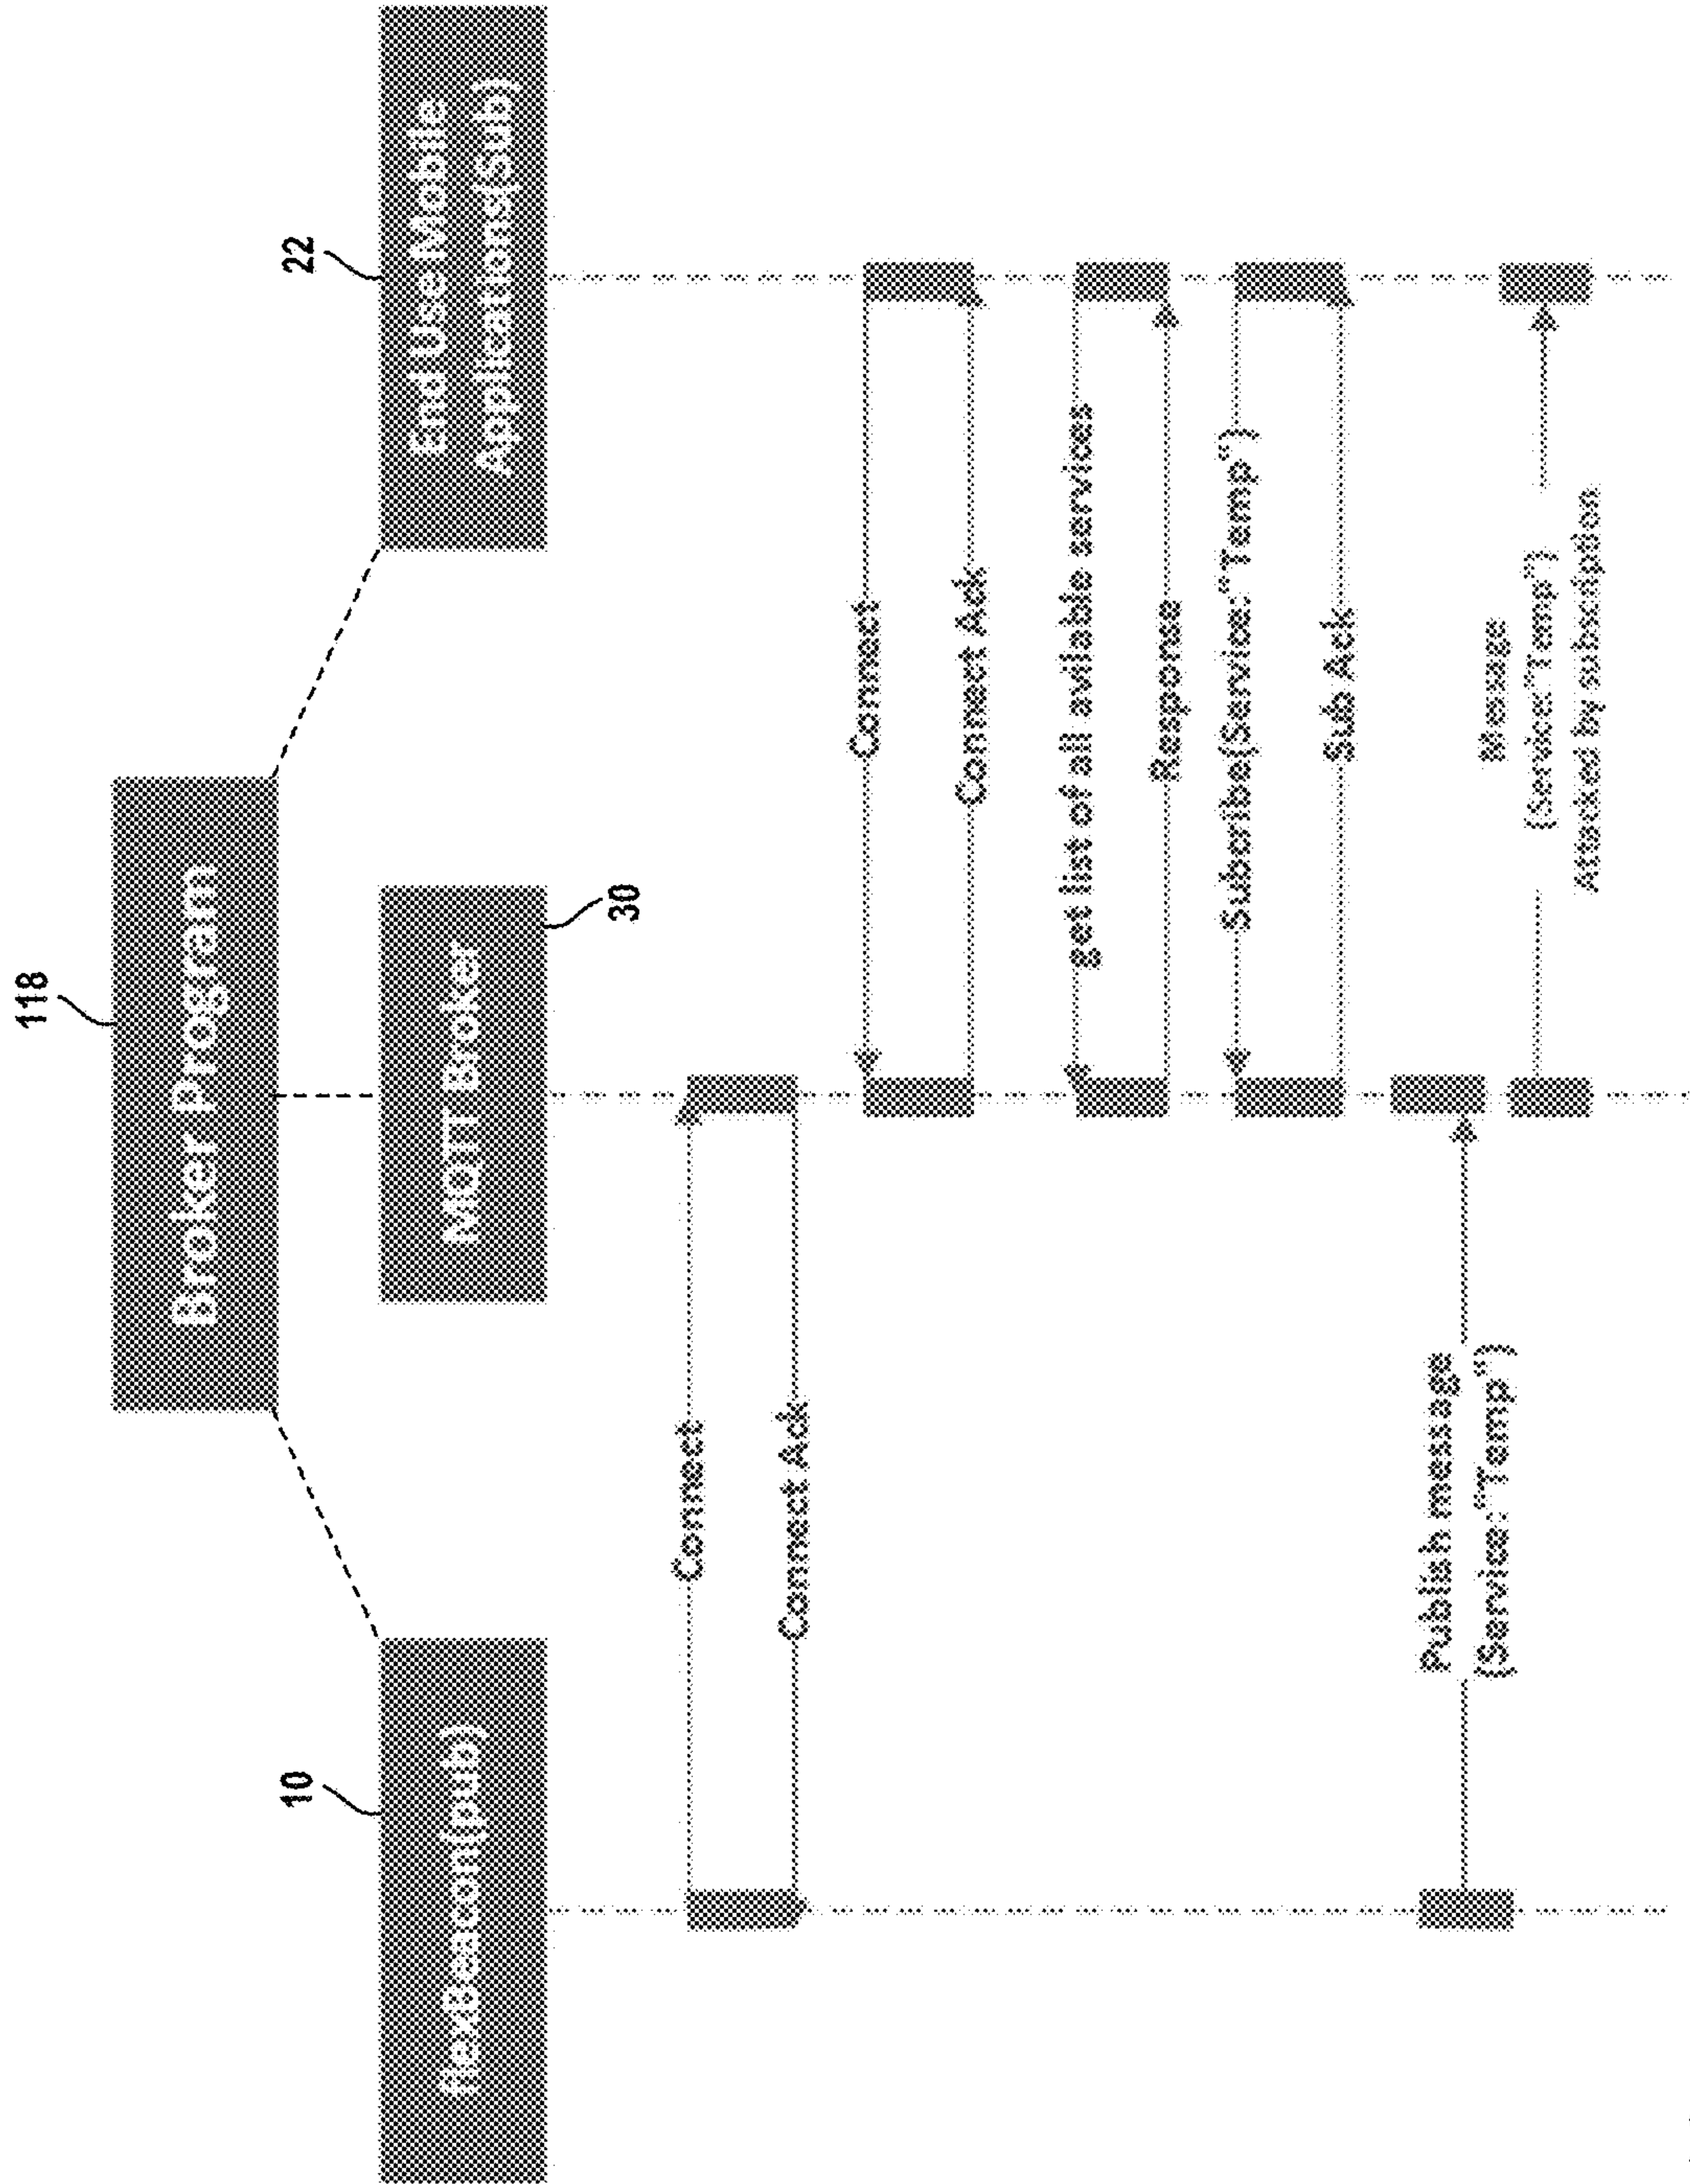 118
Broker Program
10
flexBeacon(pub)
MQTT Broker
30
22
End Use Mobile
Applications(Sub)
Connect
Connect Ack
Connect
Connect Ack
get list of all avilable services
Response
Subcribe(Service:"Temp")
Sub Ack
Publish message
(Service:"Temp")
Message
(Service:"Temp")
Attacked by subscription